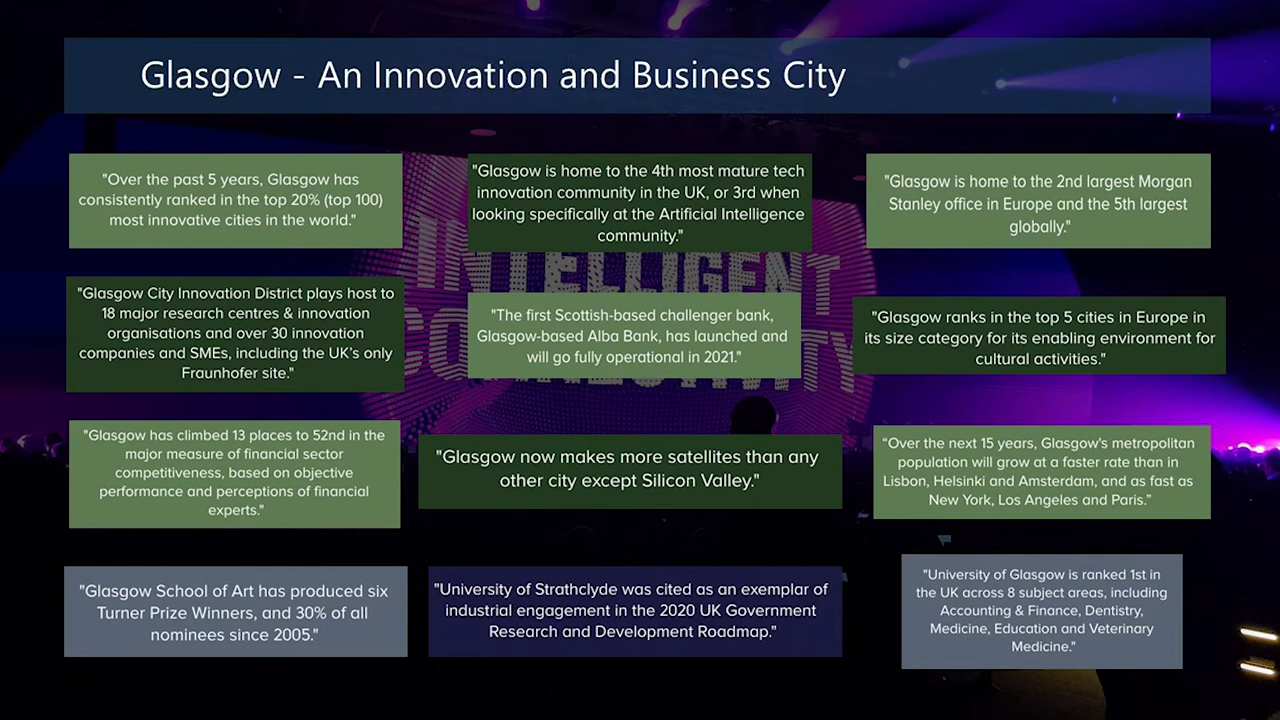 Glasgow - An Innovation and Business City
"Over the past 5 years, Glasgow has
consistently ranked in the top 20% (top 100)
most innovative cities in the world."
"Glasgow is home to the 4th most mature tech
innovation community in the UK, or 3rd when
looking specifically at the Artificial Intelligence
community."
"Glasgow is home to the 2nd largest Morgan
Stanley office in Europe and the 5th largest
globally."
INTELLIGENT
CONNECTIVITY
"Glasgow City Innovation District plays host to
18 major research centres & innovation
organisations and over 30 innovation
companies and SMEs, including the UK's only
Fraunhofer site."
"The first Scottish-based challenger bank,
Glasgow-based Alba Bank, has launched and
will go fully operational in 2021."
"Glasgow ranks in the top 5 cities in Europe in
its size category for its enabling environment for
cultural activities."
"Glasgow has climbed 13 places to 52nd in the
major measure of financial sector
competitiveness, based on objective
performance and perceptions of financial
experts."
"Glasgow now makes more satellites than any
other city except Silicon Valley."
"Over the next 15 years, Glasgow's metropolitan
population will grow at a faster rate than in
Lisbon, Helsinki and Amsterdam, and as fast as
New York, Los Angeles and Paris."
"Glasgow School of Art has produced six
Turner Prize Winners, and 30% of all
nominees since 2005."
"University of Strathclyde was cited as an exemplar of
industrial engagement in the 2020 UK Government
Research and Development Roadmap."
"University of Glasgow is ranked 1st in
the UK across 8 subject areas, including
Accounting & Finance, Dentistry,
Medicine, Education and Veterinary
Medicine."